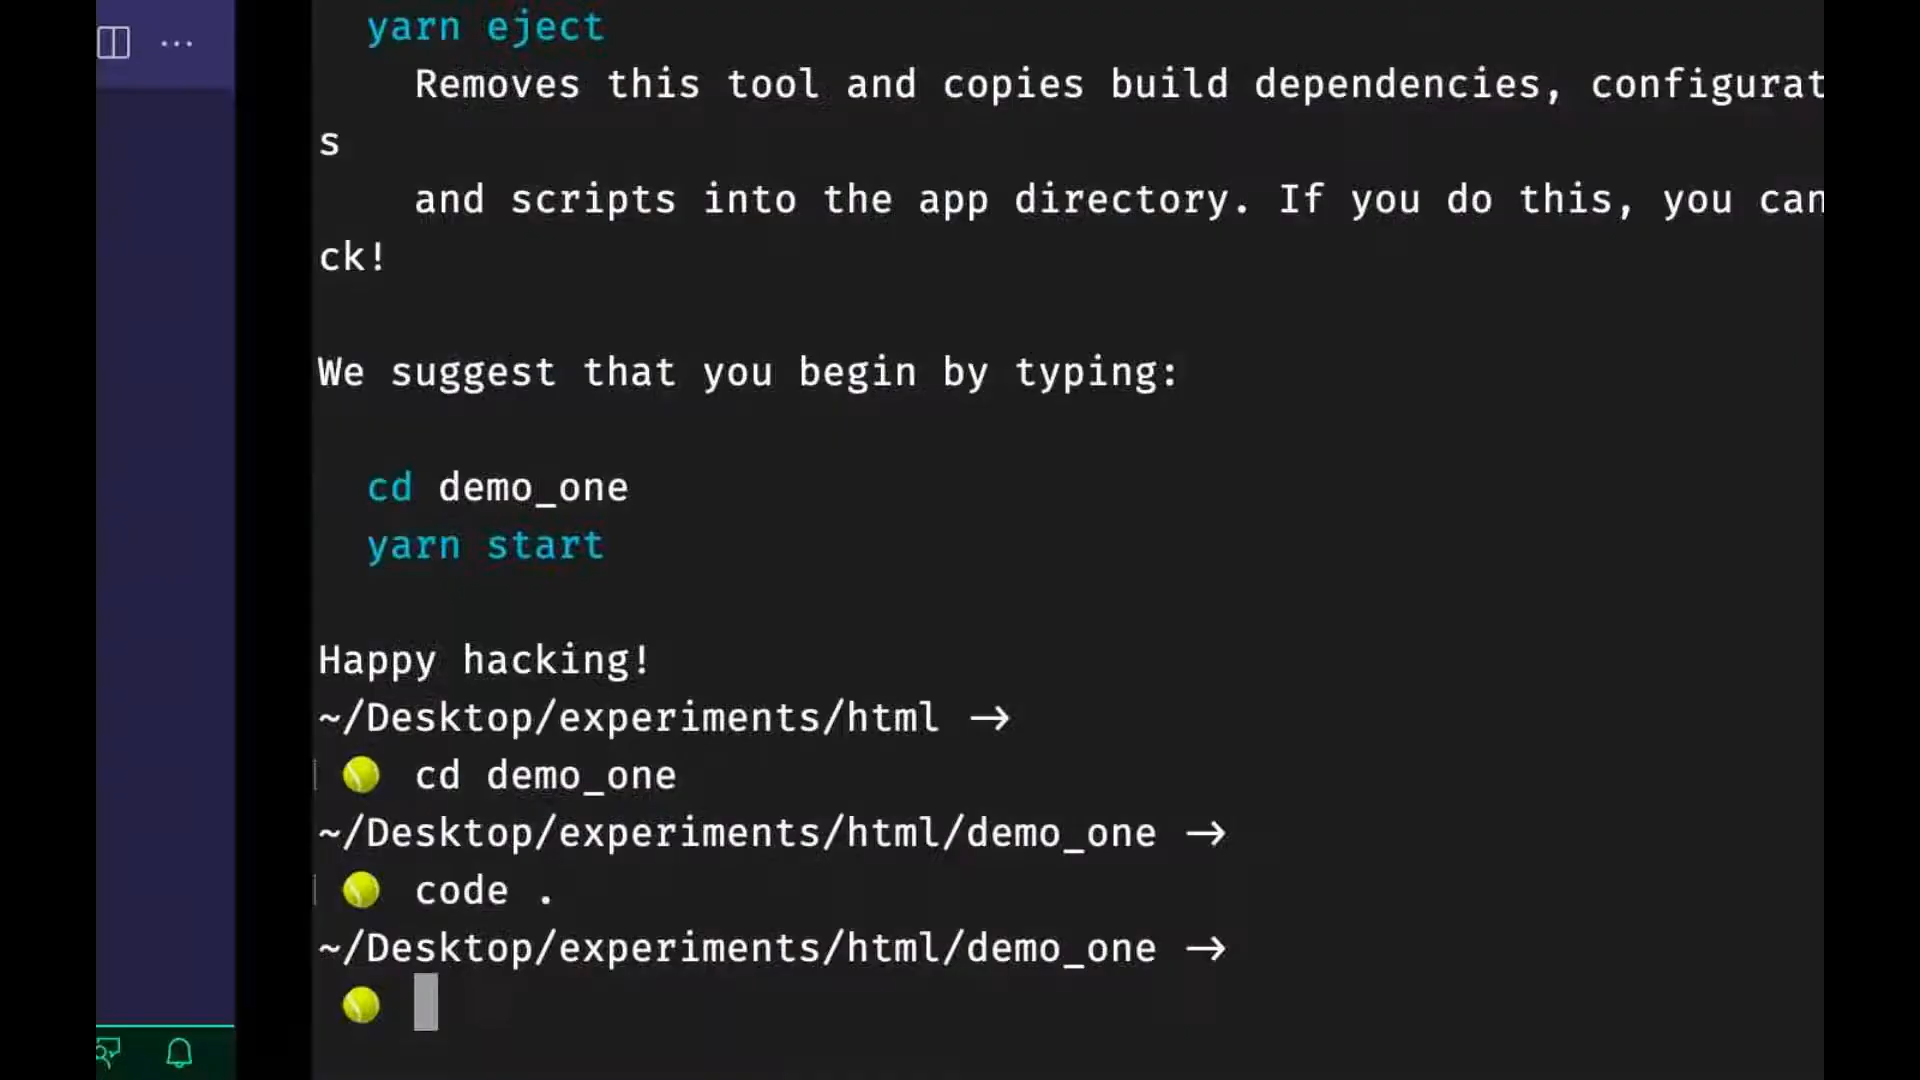 yarn eject
Removes this tool and copies build dependencies, configurat
s
and scripts into the app directory. If you do this, you can
ck!
We suggest that you begin by typing:
cd demo_one
yarn start
Happy hacking!
~/Desktop/experiments/html →
cd demo_one
~/Desktop/experiments/html/demo_one →
code .
~/Desktop/experiments/html/demo_one →